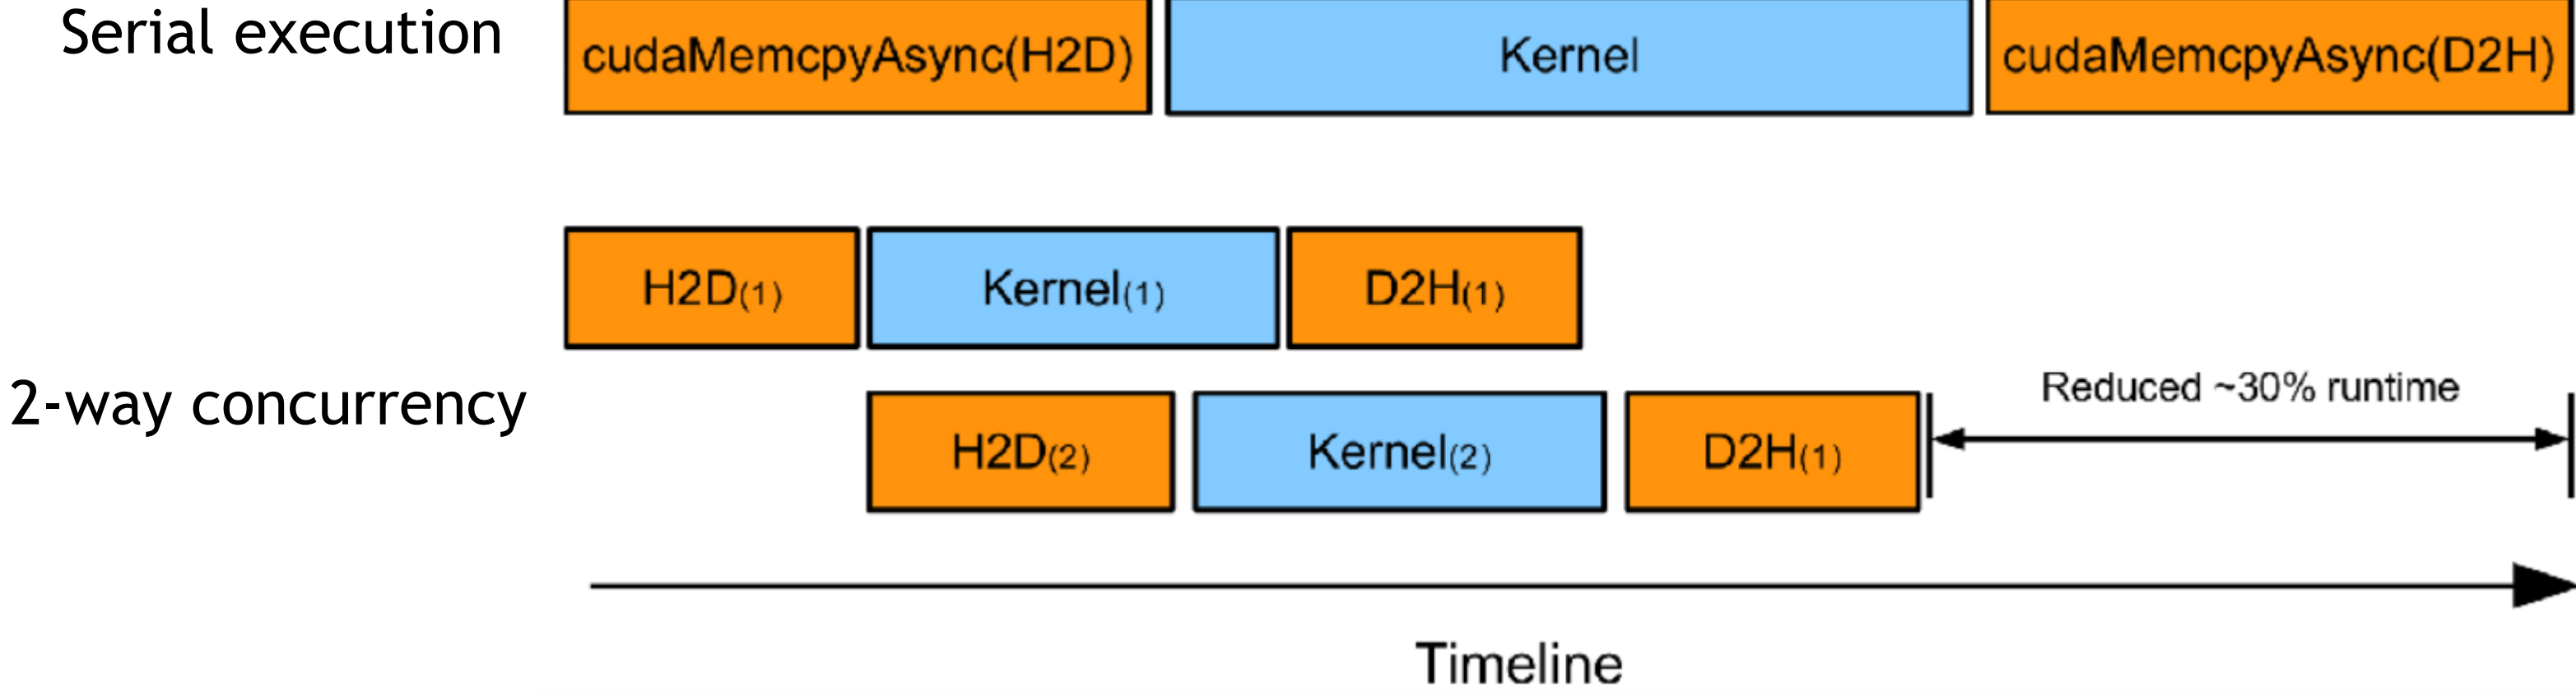 Serial execution
cudaMemcpyAsync(H2D)
Kernel
cudaMemcpyAsync(D2H)
H2D(1)
Kernel(1)
D2H(1)
2-way concurrency
H2D(2)
Kernel(2)
D2H(1)
Reduced ~30% runtime
Timeline